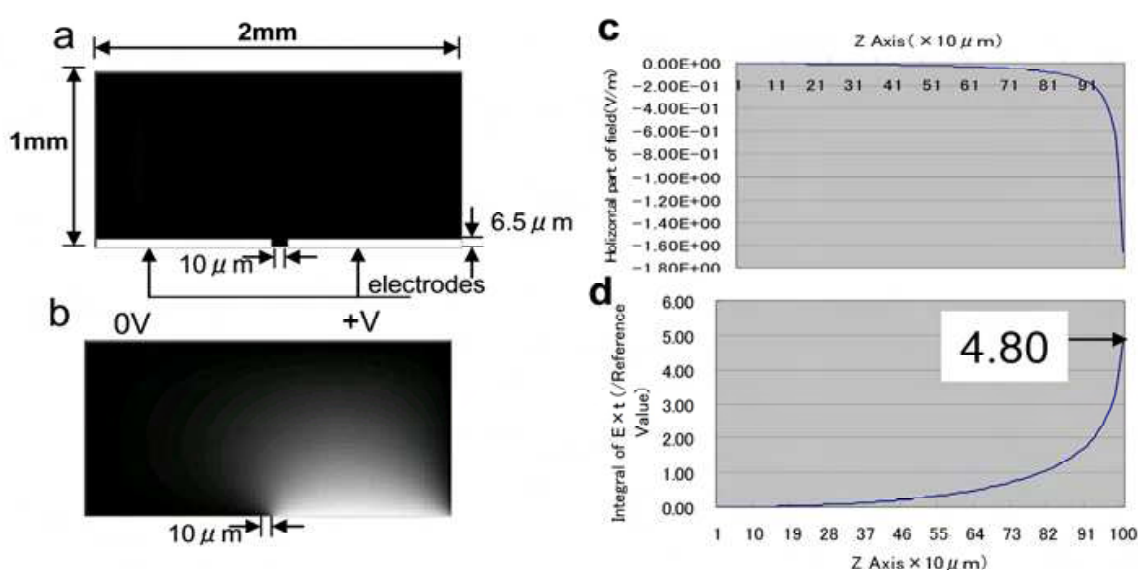 a
2mm
1mm
6.5 μm
10 μm
electrodes
b
0V
+V
10 μm
c
Z Axis( × 10 μ m)
Holizontal part of field(V/m)
0.00E+00
-2.00E-01
-4.00E-01
-6.00E-01
-8.00E-01
-1.00E+00
-1.20E+00
-1.40E+00
-1.60E+00
-1.80E+00
1 11 21 31 41 51 61 71 81 91
d
Integral of E×t (/Reference
Value)
6.00
5.00
4.00
3.00
2.00
1.00
0.00
4.80
1 10 19 28 37 46 55 64 73 82 91 100
Z Axis × 10 μ m)